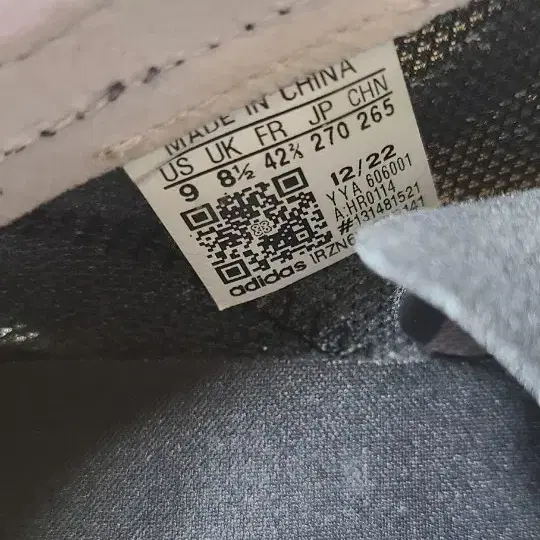 MADE IN CHINA
US UK FR JP CHN
9 8½ 42⅔ 270 265
12/22
YYA 606001
A:HR0114
#131481521
adidas